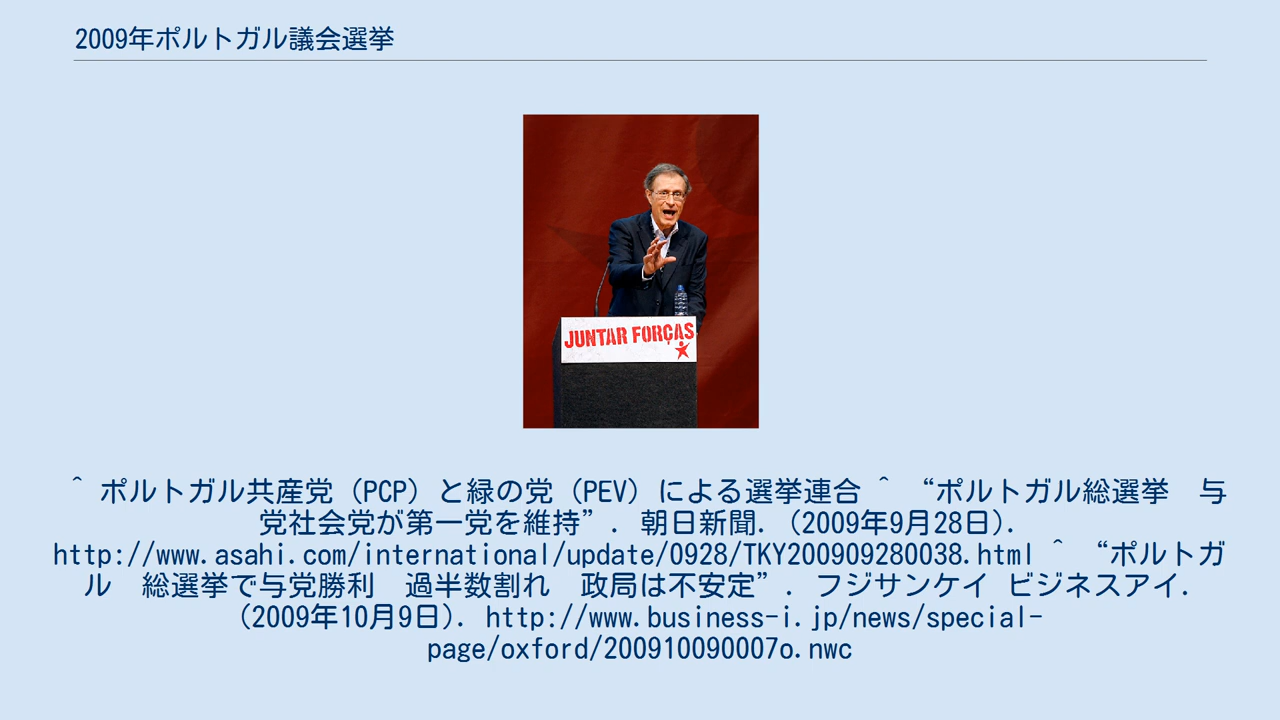 2009年ポルトガル議会選挙
JUNTAR FORÇAS
^ ポルトガル共産党（PCP）と緑の党（PEV）による選挙連合 ^ “ポルトガル総選挙　与
党社会党が第一党を維持”. 朝日新聞. (2009年9月28日).
http://www.asahi.com/international/update/0928/TKY200909280038.html ^ “ポルトガ
ル　総選挙で与党勝利　過半数割れ　政局は不安定”. フジサンケイ ビジネスアイ.
(2009年10月9日). http://www.business-i.jp/news/special-
page/oxford/200910090007o.nwc